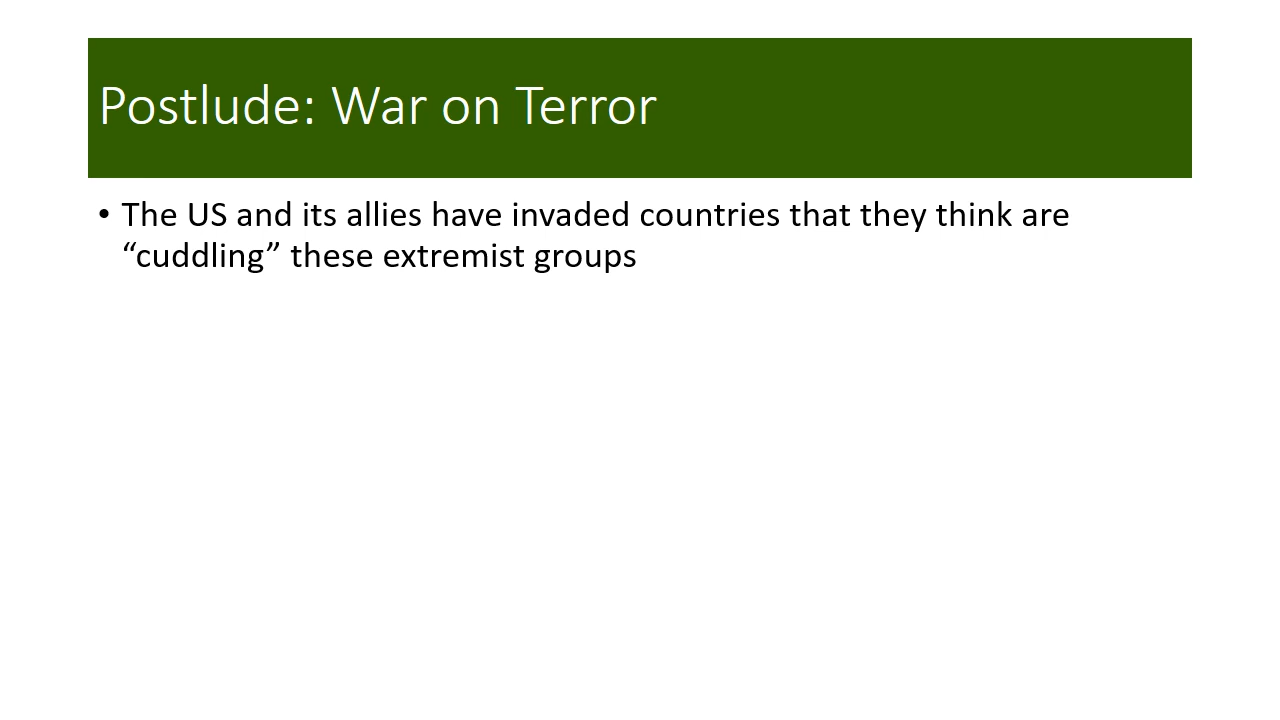 Postlude: War on Terror
• The US and its allies have invaded countries that they think are
“cuddling” these extremist groups